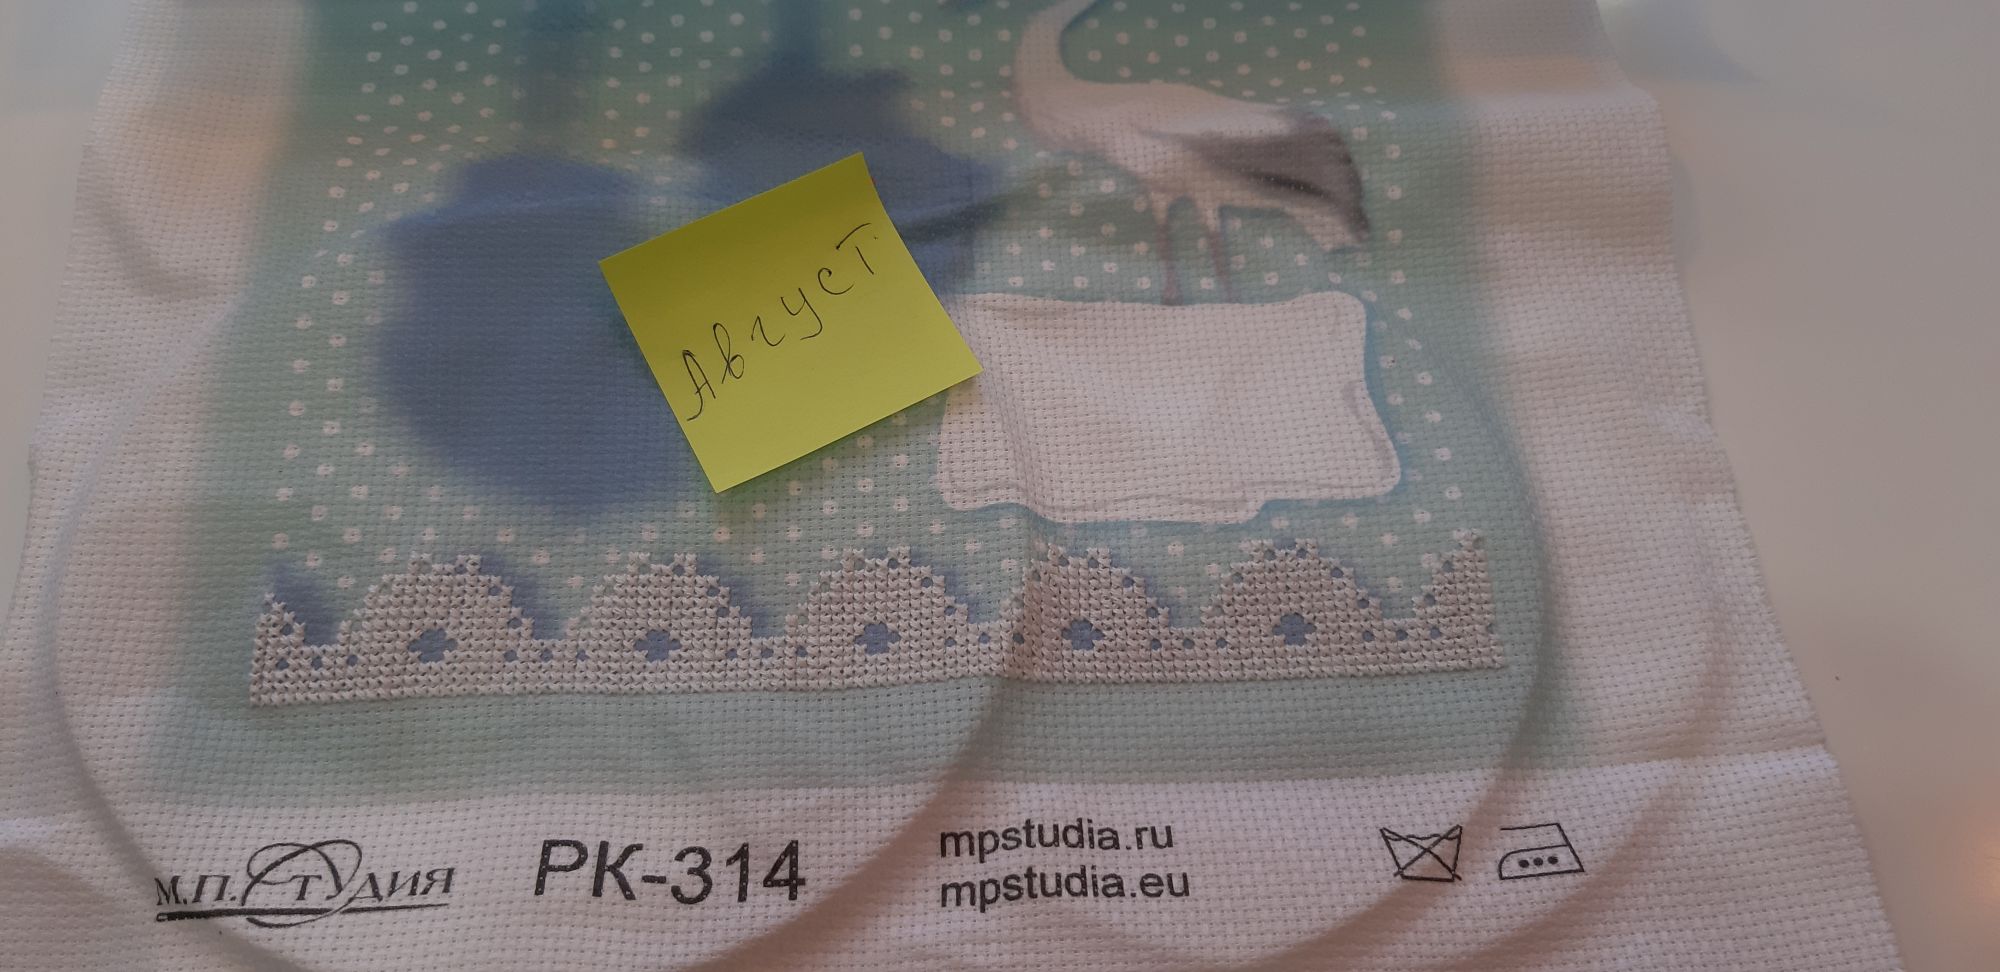 Август
М.П.Студия
РК-314
mpstudia.ru
mpstudia.eu